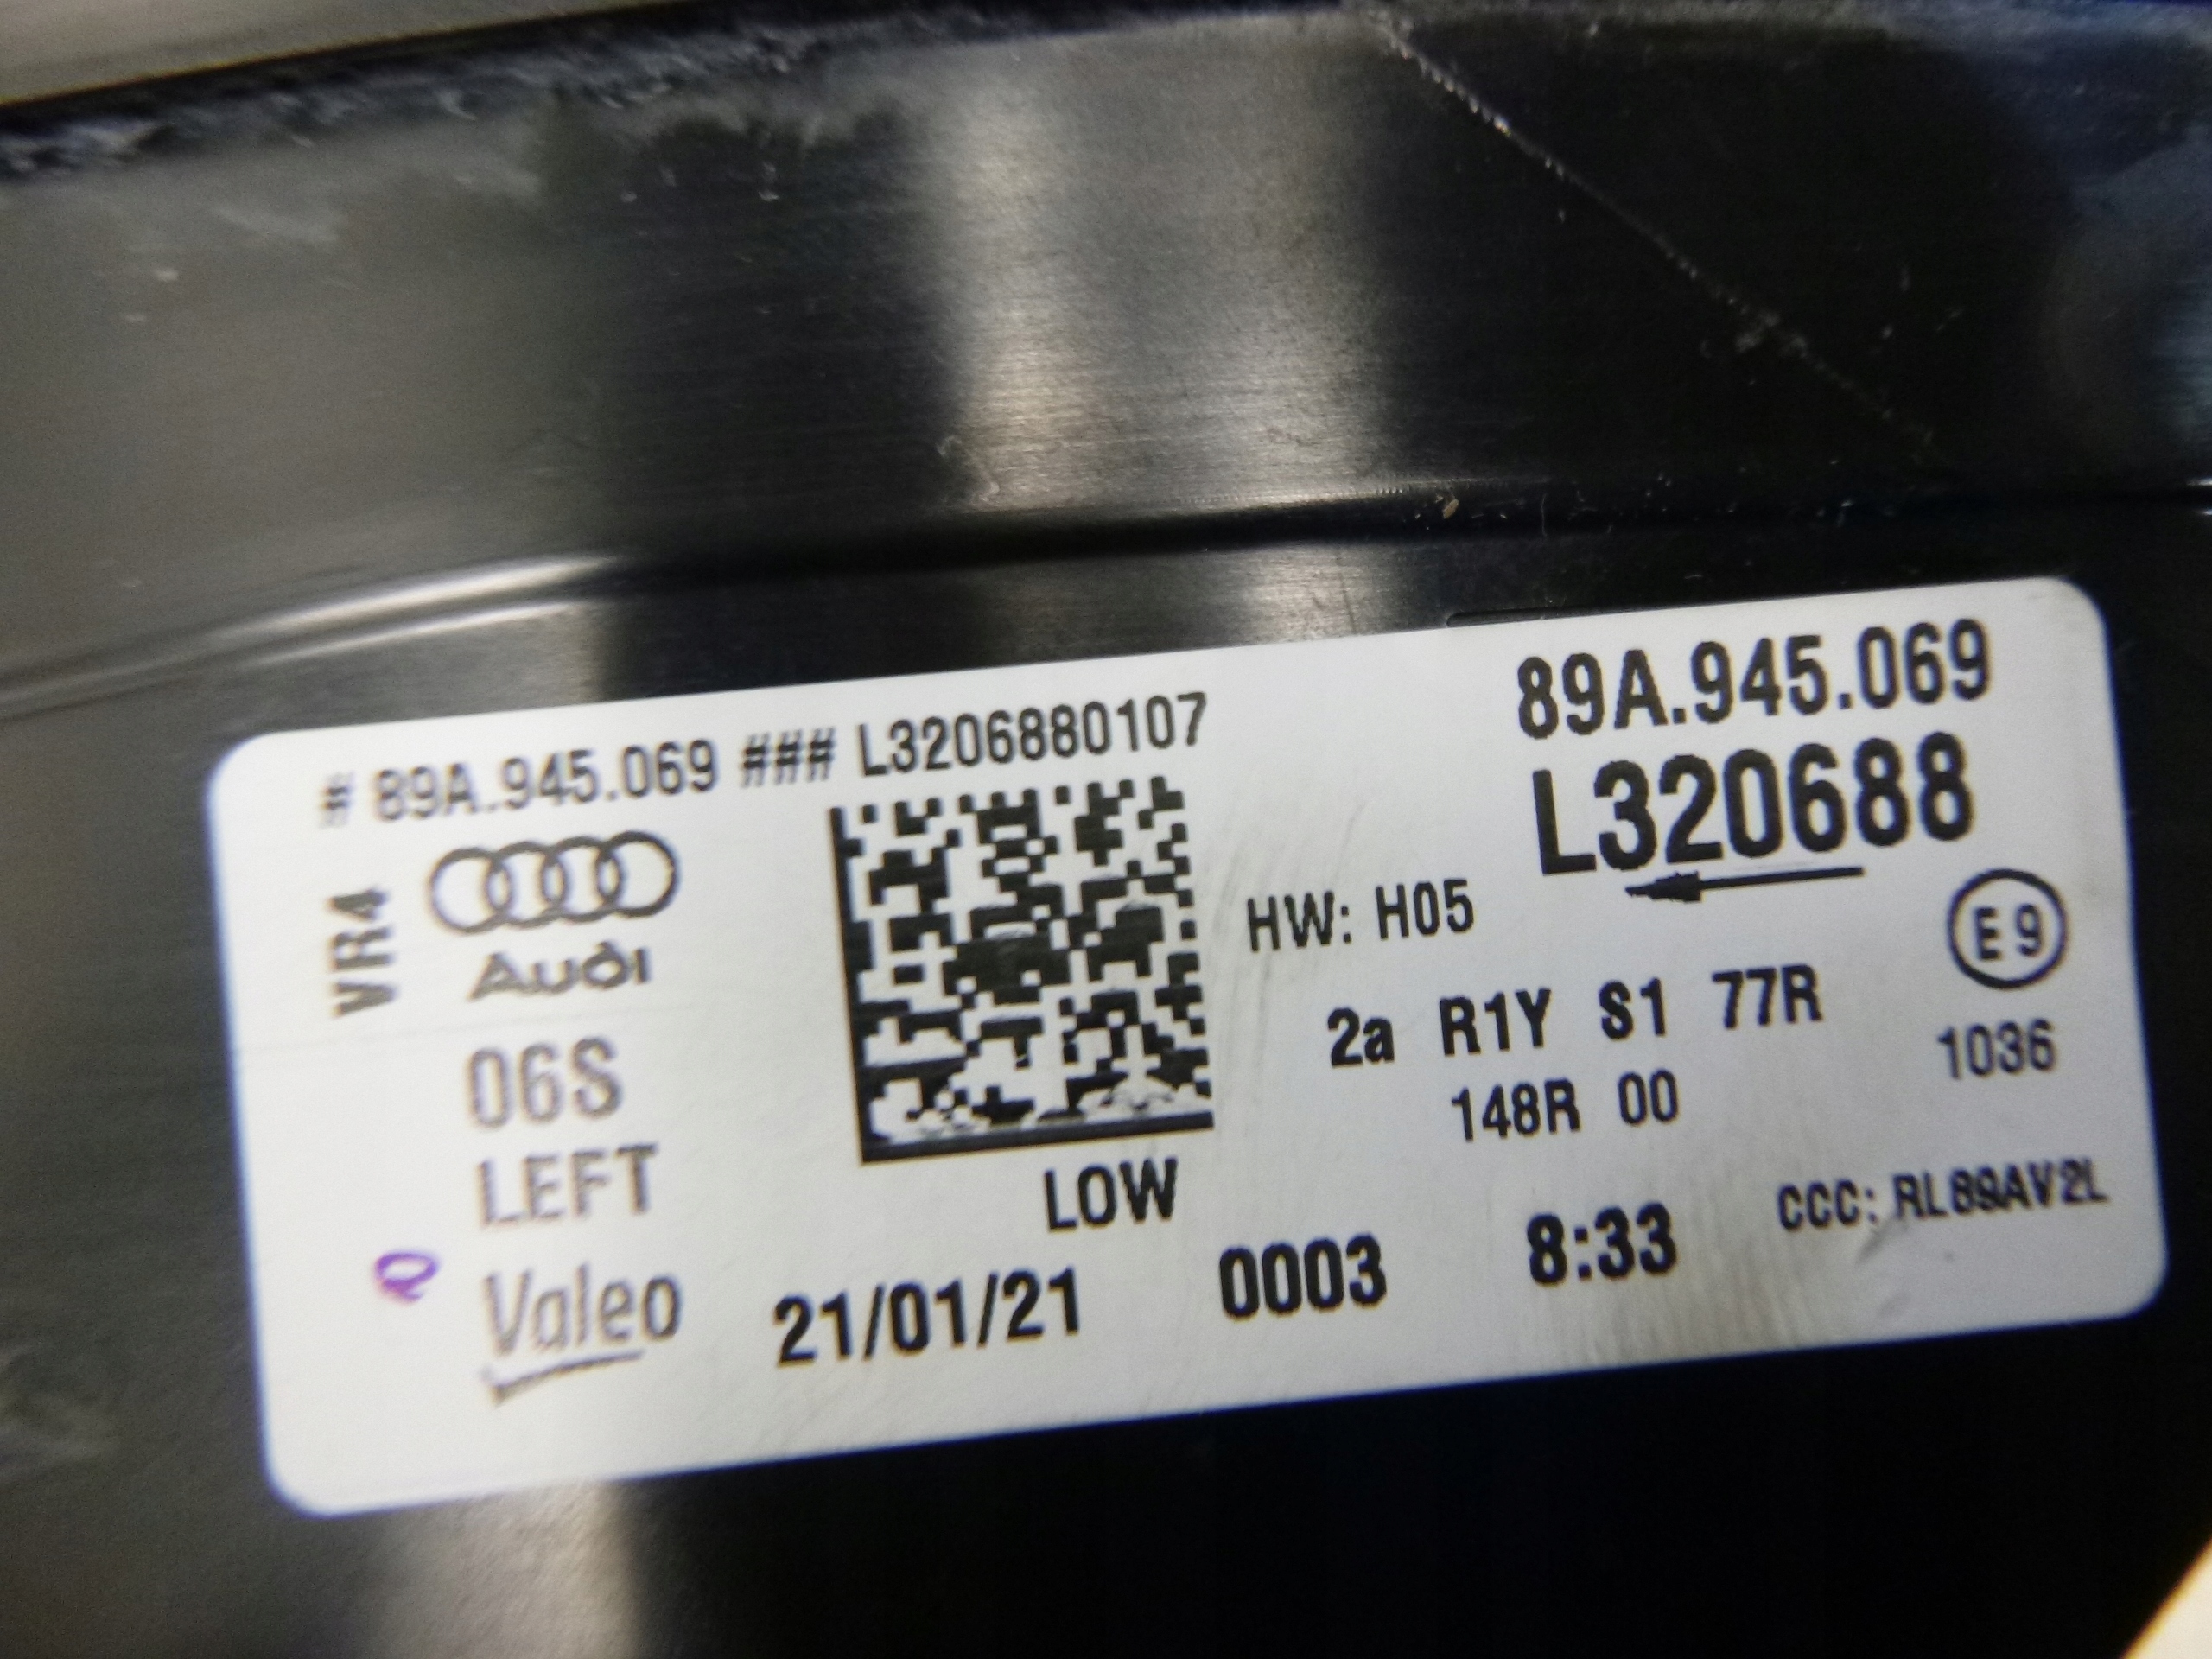 # 89A.945.069 ### L3206880107
89A.945.069
L320688
VR4
Audi
HW: H05
E9
2a R1Y S1 77R
1036
06S
148R 00
LEFT
LOW
CCC: RL89AV2L
Valeo
21/01/21 0003 8:33